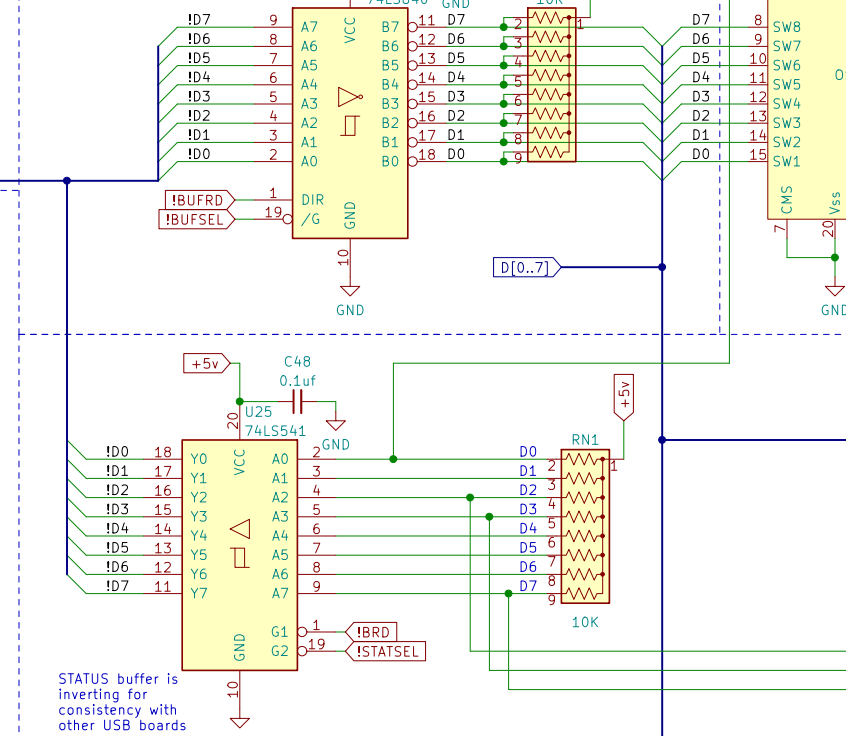 GND
10K
!D7 9 A7 VCC B7 11 D7 2 1 D7 8 SW8
!D6 8 A6 B6 12 D6 3 D6 9 SW7
!D5 7 A5 B5 13 D5 4 D5 10 SW6
!D4 6 A4 B4 14 D4 5 D4 11 SW5
!D3 5 A3 B3 15 D3 6 D3 12 SW4
!D2 4 A2 B2 16 D2 7 D2 13 SW3
!D1 3 A1 B1 17 D1 8 D1 14 SW2
!D0 2 A0 B0 18 D0 9 D0 15 SW1
!BUFRD 1 DIR GND CMS Vss
!BUFSEL 19 /G 7 20
10
D[0..7]
GND
GND
+5v C48
0.1uf
+5v
20 U25
74LS541
GND
RN1
!D0 18 Y0 VCC A0 2 D0 2 1
!D1 17 Y1 A1 3 D1 3
!D2 16 Y2 A2 4 D2 4
!D3 15 Y3 A3 5 D3 5
!D4 14 Y4 A4 6 D4 6
!D5 13 Y5 A5 7 D5 7
!D6 12 Y6 A6 8 D6 8
!D7 11 Y7 A7 9 D7 9
10K
G1 1 !BRD
GND G2 19 !STATSEL
10
STATUS buffer is
inverting for
consistency with
other USB boards